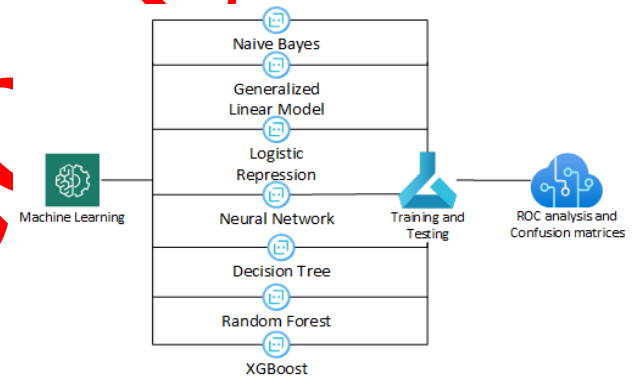 Naive Bayes
Generalized
Linear Model
Logistic
Repression
Machine Learning
Neural Network
Training and
Testing
ROC analysis and
Confusion matrices
Decision Tree
Random Forest
XGBoost